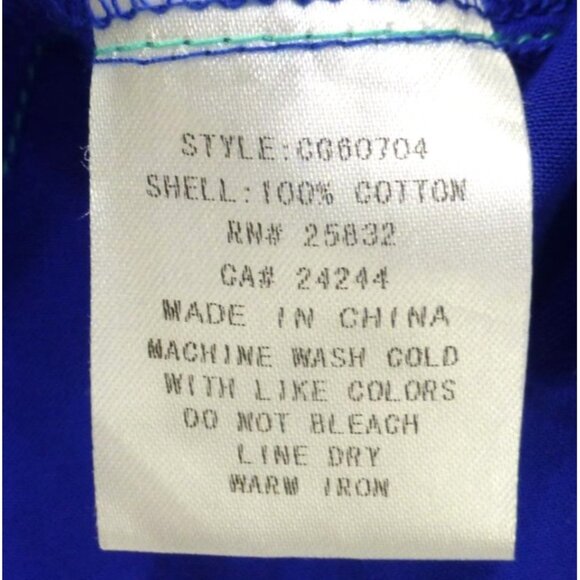 STYLE:CG60704
SHELL:100% COTTON
RN# 25832
CA# 24244
MADE IN CHINA
MACHINE WASH COLD
WITH LIKE COLORS
DO NOT BLEACH
LINE DRY
WARM IRON